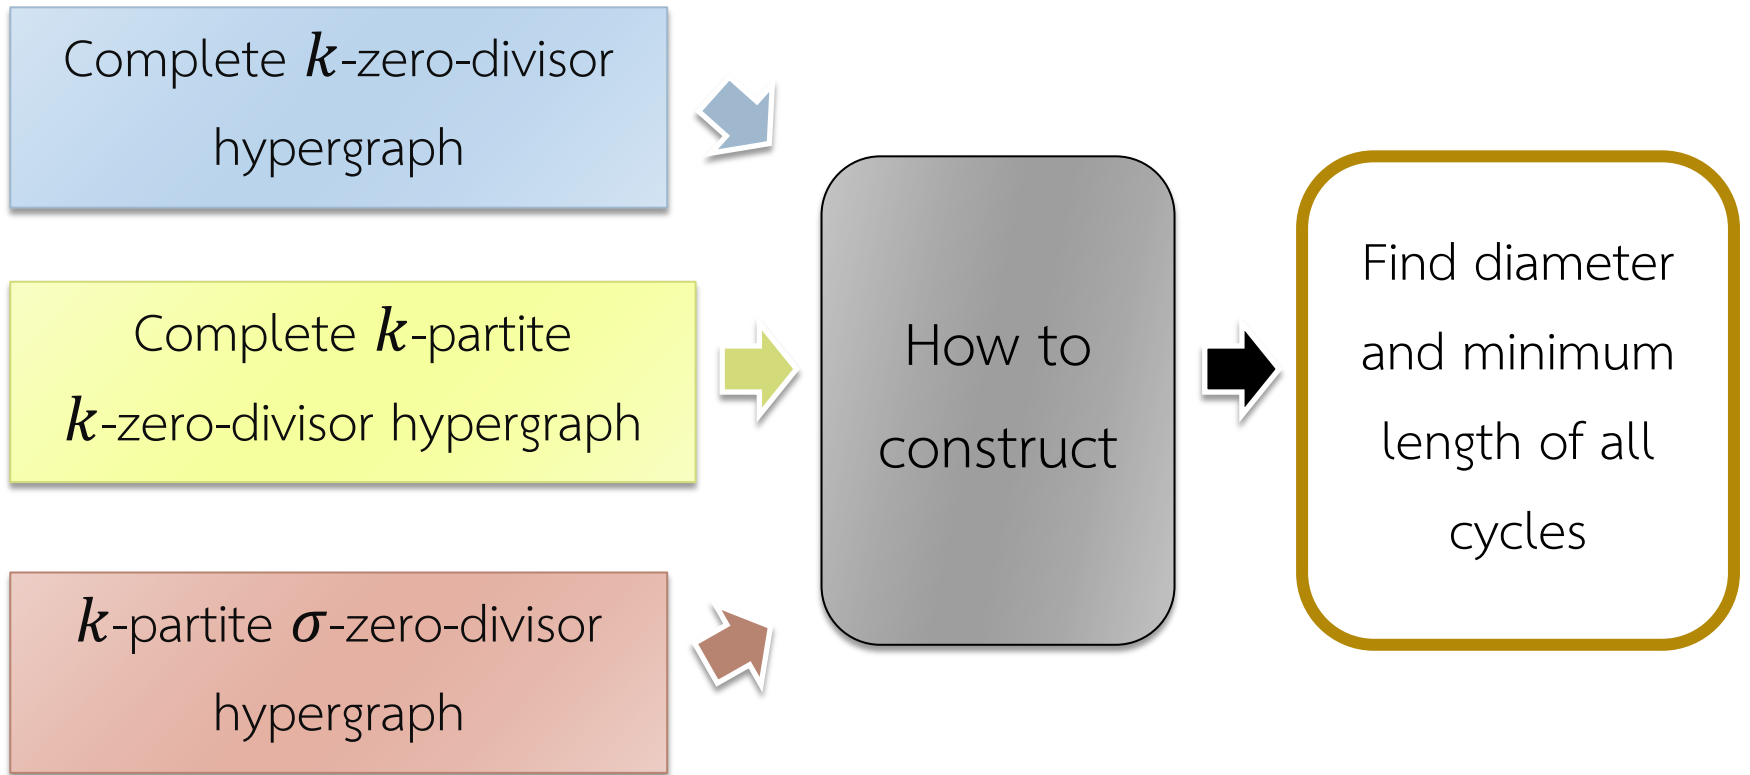 Complete k-zero-divisor
hypergraph
Complete k-partite
k-zero-divisor hypergraph
k-partite σ-zero-divisor
hypergraph
How to
construct
Find diameter
and minimum
length of all
cycles